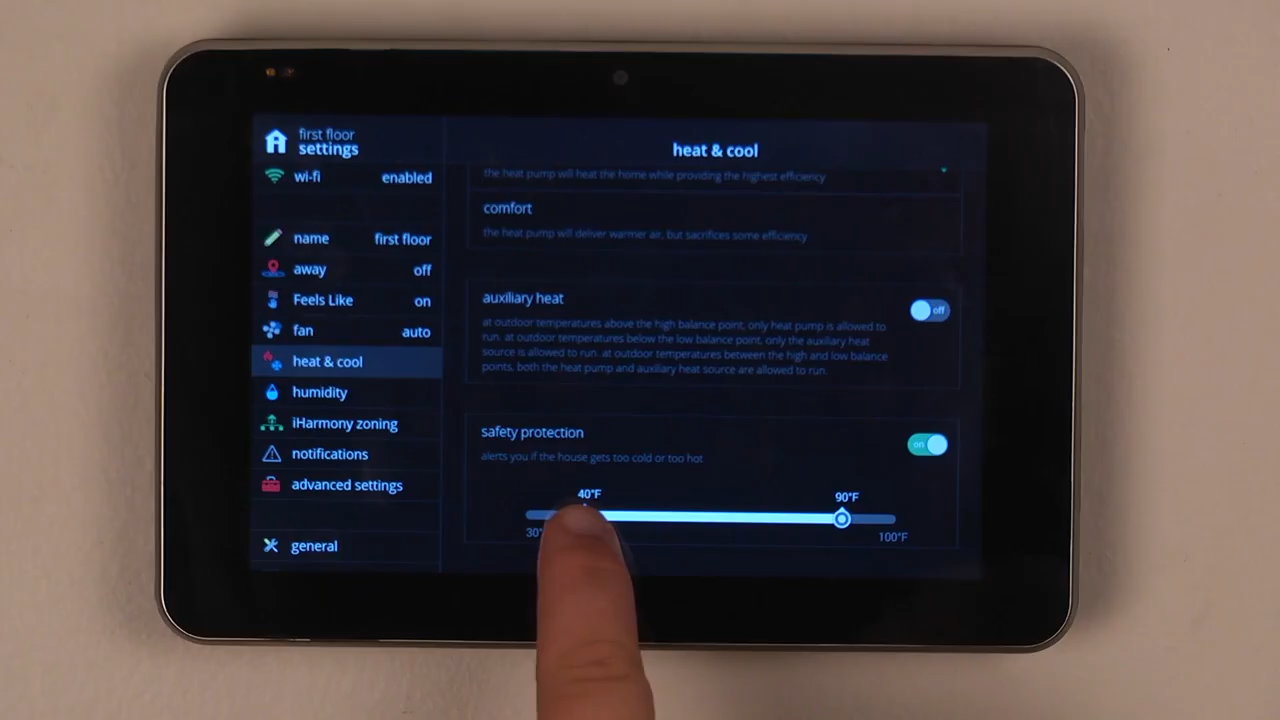 first floor
settings
wi-fi enabled
name first floor
away off
Feels Like on
fan auto
heat & cool
humidity
iHarmony zoning
notifications
advanced settings
general
heat & cool
the heat pump will heat the home while providing the highest efficiency
comfort
the heat pump will deliver warmer air, but sacrifices some efficiency
auxiliary heat
off
at outdoor temperatures above the high balance point, only heat pump is allowed to
run. at outdoor temperatures below the low balance point, only the auxiliary heat
source is allowed to run. at outdoor temperatures between the high and low balance
points, both the heat pump and auxiliary heat source are allowed to run.
safety protection
on
alerts you if the house gets too cold or too hot
40°F 90°F
30° 100°F